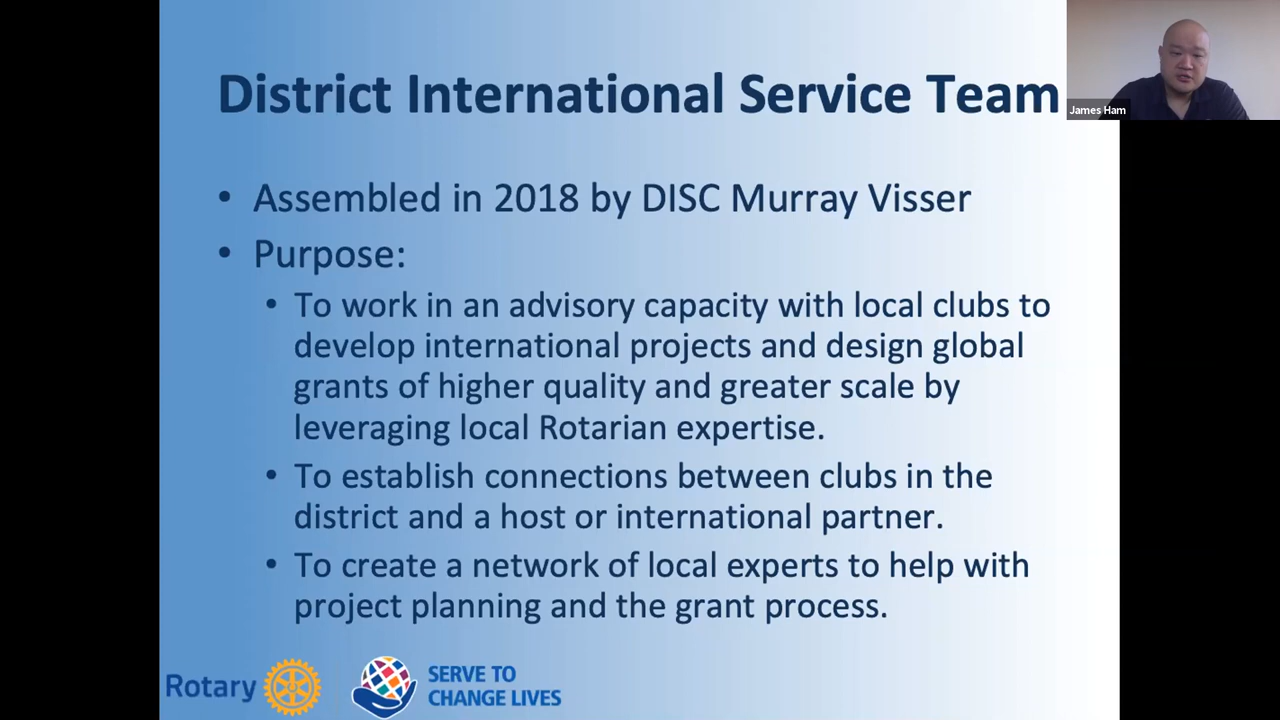 District International Service Team
James Ham
• Assembled in 2018 by DISC Murray Visser
• Purpose:
• To work in an advisory capacity with local clubs to
develop international projects and design global
grants of higher quality and greater scale by
leveraging local Rotarian expertise.
• To establish connections between clubs in the
district and a host or international partner.
• To create a network of local experts to help with
project planning and the grant process.
Rotary
SERVE TO
CHANGE LIVES